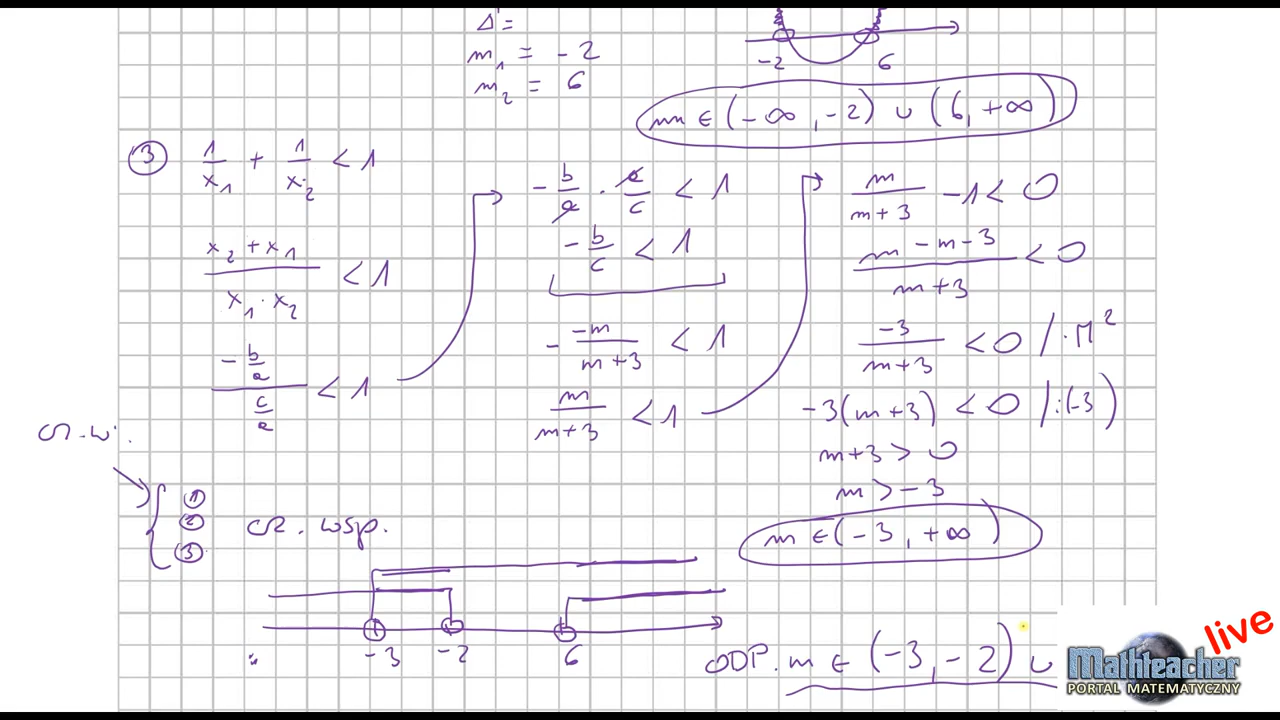 Δ=
m₁ = -2
m₂ = 6
-2 6
m ∈ (-∞, -2) ∪ (6, +∞)
③ 1/x₁ + 1/x₂ < 1
(x₂ + x₁)/(x₁ · x₂) < 1
(-b/a)/(c/a) < 1
-b/a · a/c < 1
-b/c < 1
- (-m)/(m+3) < 1
m/(m+3) < 1
m/(m+3) - 1 < 0
(m - m - 3)/(m+3) < 0
-3/(m+3) < 0 /· M²
-3(m+3) < 0 /:(-3)
m+3 > 0
m > -3
m ∈ (-3, +∞)
①
②
③
CZ. WSP.
-3 -2 6
ODP. m ∈ (-3, -2) ∪
Mathteacher live
PORTAL MATEMATYCZNY